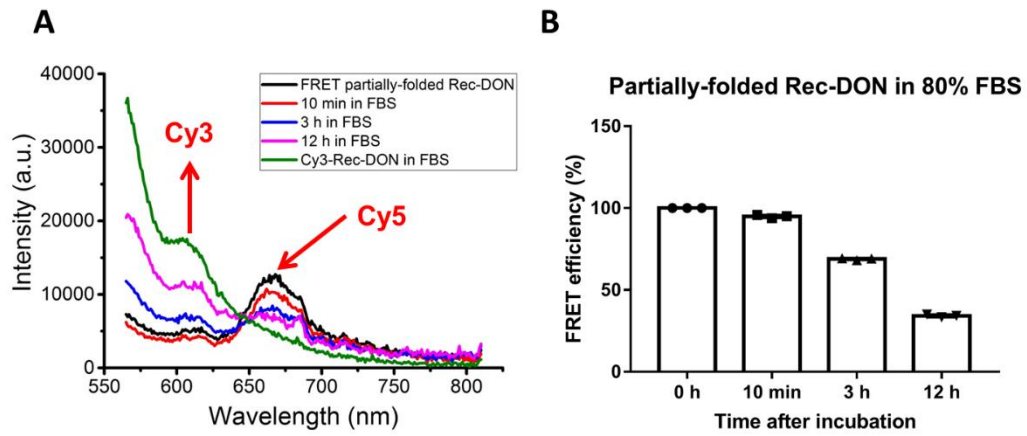 A
40000
30000
20000
10000
0
Intensity (a.u.)
FRET partially-folded Rec-DON
10 min in FBS
3 h in FBS
12 h in FBS
Cy3-Rec-DON in FBS
Cy3
Cy5
550 600 650 700 750 800
Wavelength (nm)
B
Partially-folded Rec-DON in 80% FBS
150
100
50
0
FRET efficiency (%)
0 h 10 min 3 h 12 h
Time after incubation